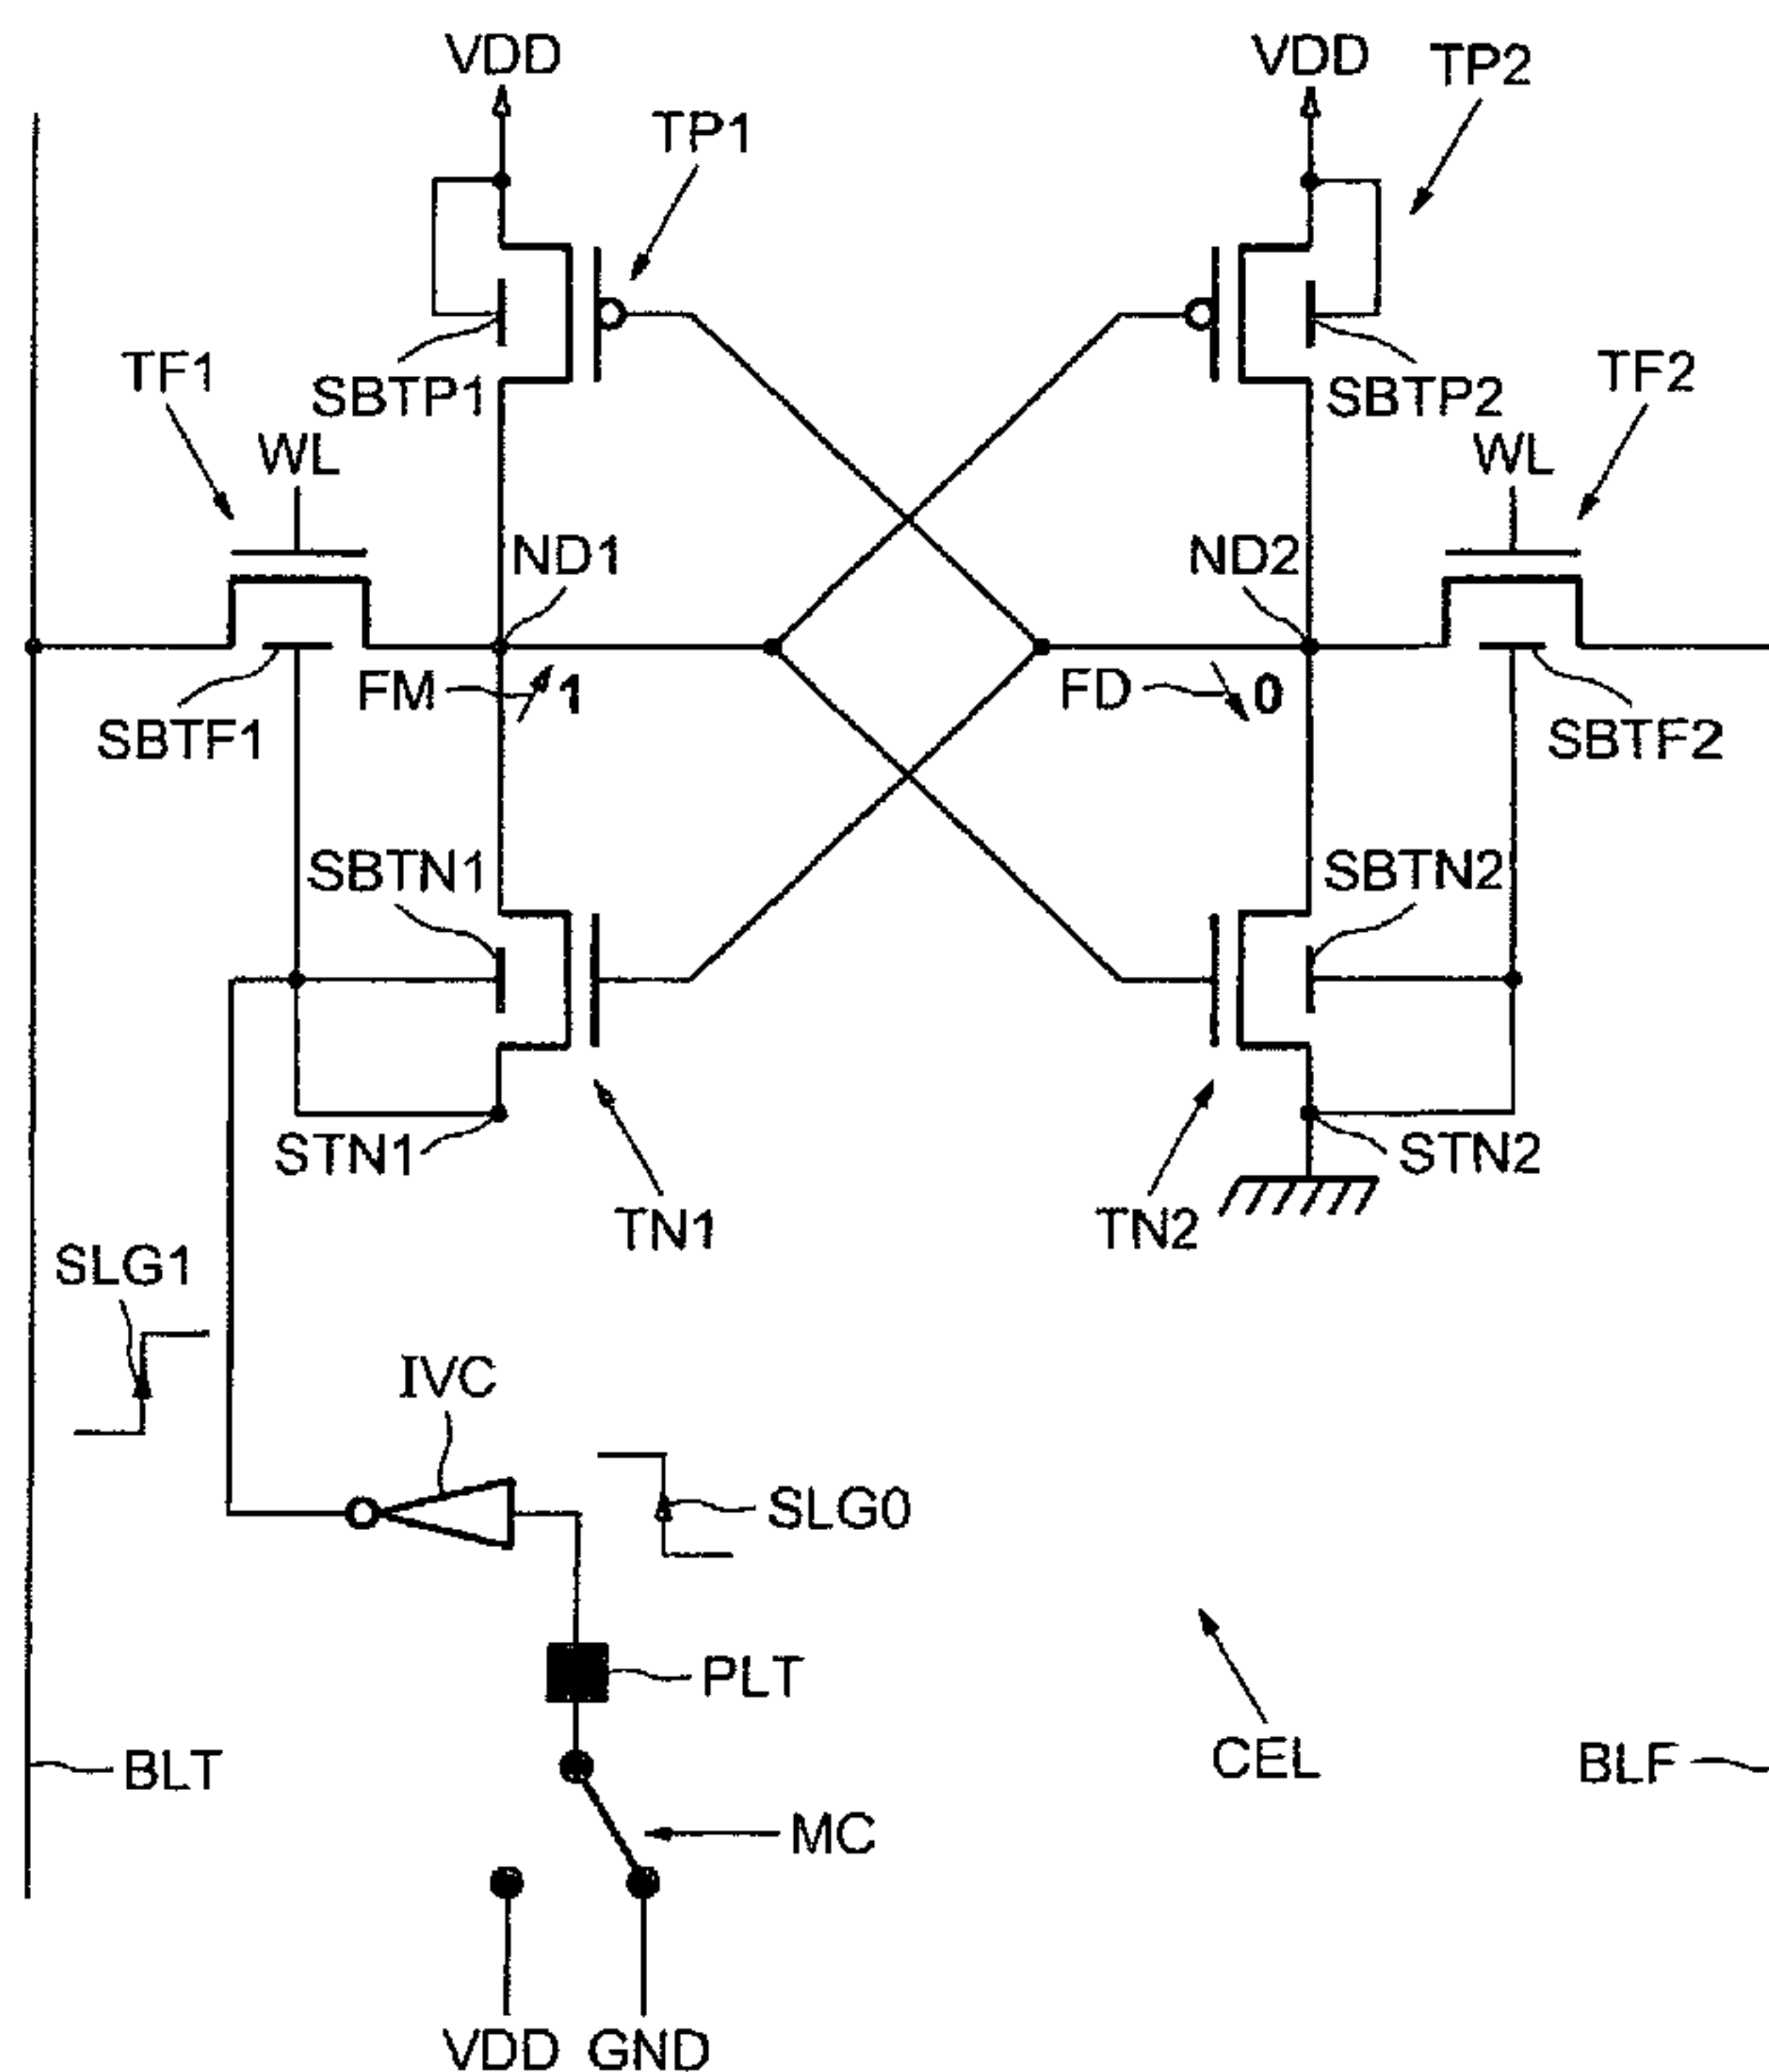 VDD
VDD
TP2
TP1
TF1
SBTP1
SBTP2
TF2
WL
WL
ND1
ND2
FM
1
FD
0
SBTF1
SBTF2
SBTN1
SBTN2
STN1
STN2
TN1
TN2
SLG1
IVC
SLG0
PLT
BLT
CEL
BLF
MC
VDD
GND